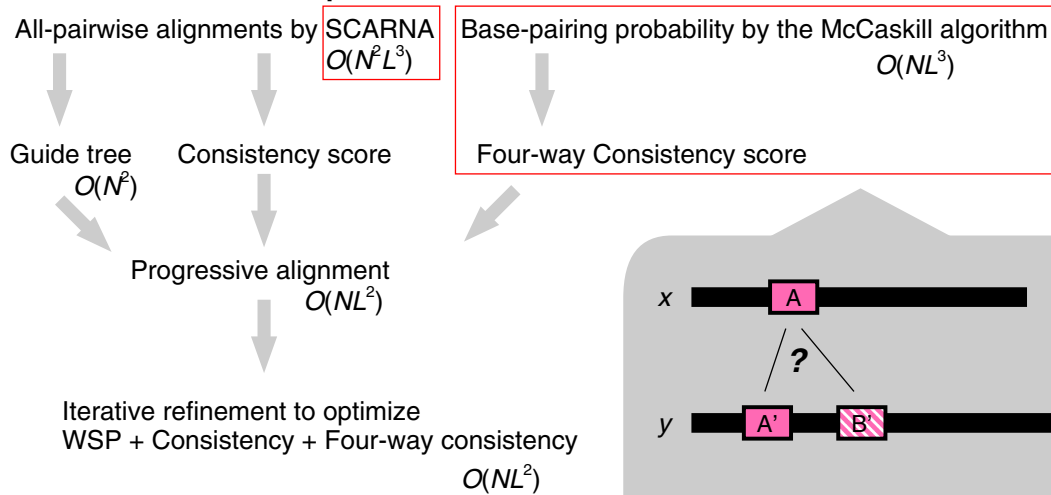 All-pairwise alignments by SCARNA
O(N²L³)
Base-pairing probability by the McCaskill algorithm
O(NL³)
Guide tree
O(N²)
Consistency score
Four-way Consistency score
Progressive alignment
O(NL²)
Iterative refinement to optimize
WSP + Consistency + Four-way consistency
O(NL²)
x
A
?
y
A'
B'